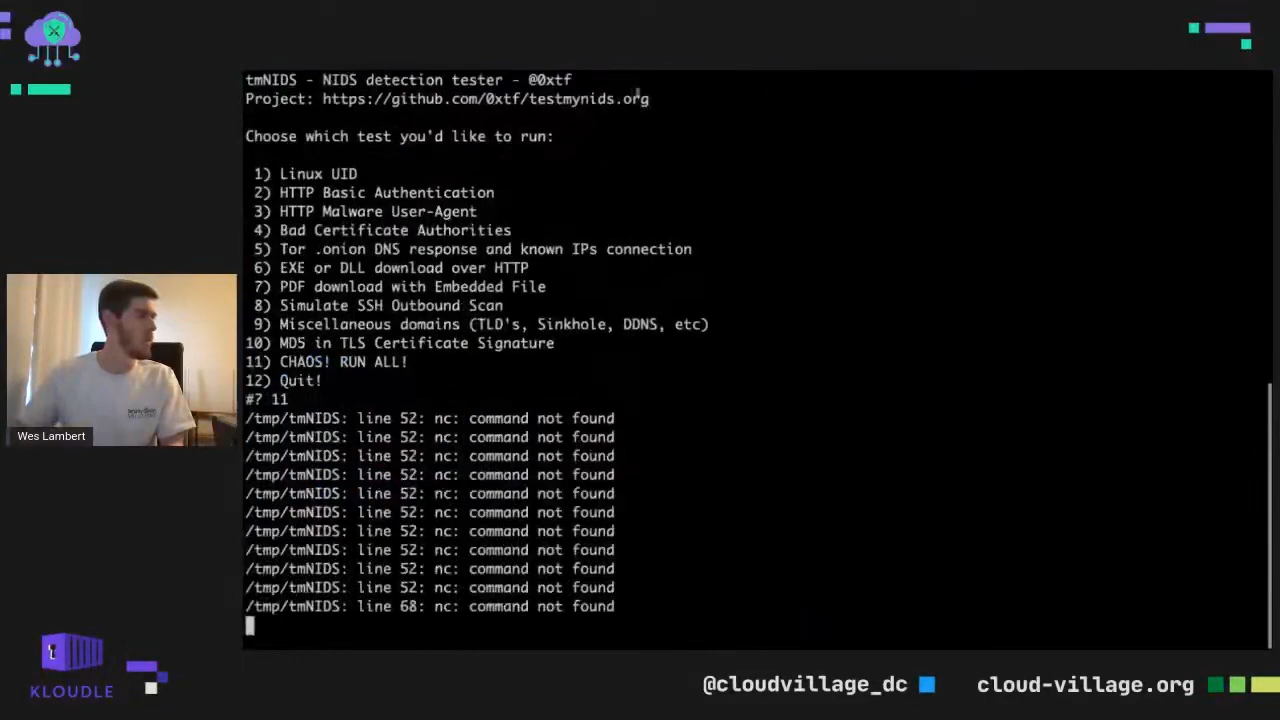 tmNIDS - NIDS detection tester - @0xtf
Project: https://github.com/0xtf/testmynids.org
Choose which test you'd like to run:
1) Linux UID
2) HTTP Basic Authentication
3) HTTP Malware User-Agent
4) Bad Certificate Authorities
5) Tor .onion DNS response and known IPs connection
6) EXE or DLL download over HTTP
7) PDF download with Embedded File
8) Simulate SSH Outbound Scan
9) Miscellaneous domains (TLD's, Sinkhole, DDNS, etc)
10) MD5 in TLS Certificate Signature
11) CHAOS! RUN ALL!
12) Quit!
#? 11
/tmp/tmNIDS: line 52: nc: command not found
/tmp/tmNIDS: line 52: nc: command not found
/tmp/tmNIDS: line 52: nc: command not found
/tmp/tmNIDS: line 52: nc: command not found
/tmp/tmNIDS: line 52: nc: command not found
/tmp/tmNIDS: line 52: nc: command not found
/tmp/tmNIDS: line 52: nc: command not found
/tmp/tmNIDS: line 52: nc: command not found
/tmp/tmNIDS: line 52: nc: command not found
/tmp/tmNIDS: line 52: nc: command not found
/tmp/tmNIDS: line 68: nc: command not found
Wes Lambert
KLOUDLE
@cloudvillage_dc
cloud-village.org